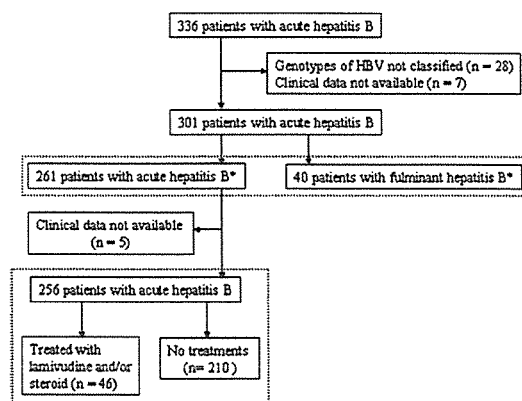 336 patients with acute hepatitis B
Genotypes of HBV not classified (n = 28)
Clinical data not available (n = 7)
301 patients with acute hepatitis B
261 patients with acute hepatitis B*
40 patients with fulminant hepatitis B*
Clinical data not available
(n = 5)
256 patients with acute hepatitis B
Treated with
lamivudine and/or
steroid (n = 46)
No treatments
(n= 210)